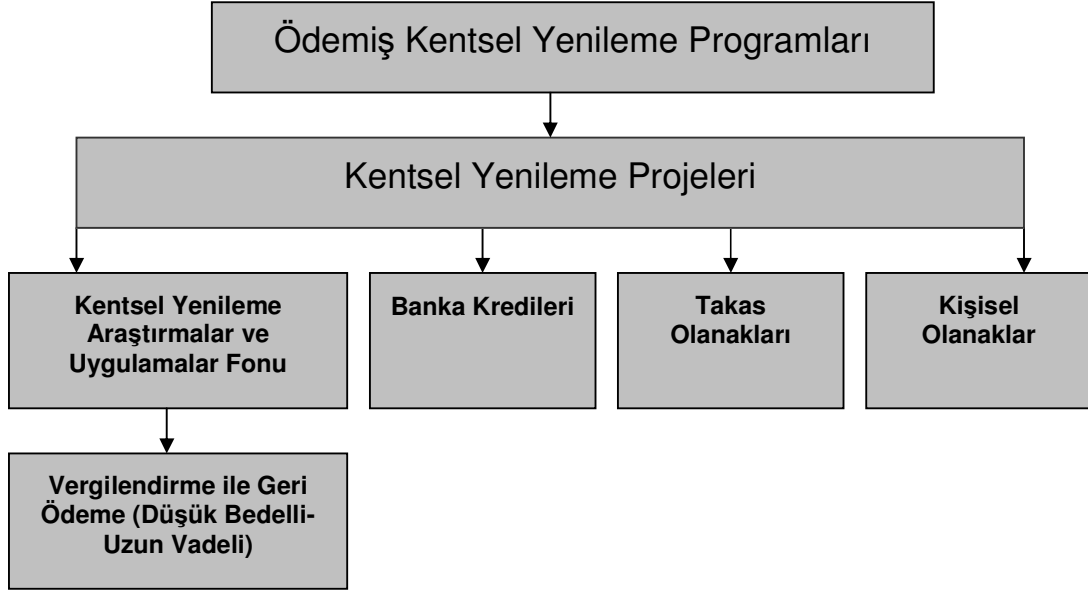 Ödemiş Kentsel Yenileme Programları
Kentsel Yenileme Projeleri
Kentsel Yenileme
Araştırmalar ve
Uygulamalar Fonu
Banka Kredileri
Takas
Olanakları
Kişisel
Olanaklar
Vergilendirme ile Geri
Ödeme (Düşük Bedelli-
Uzun Vadeli)